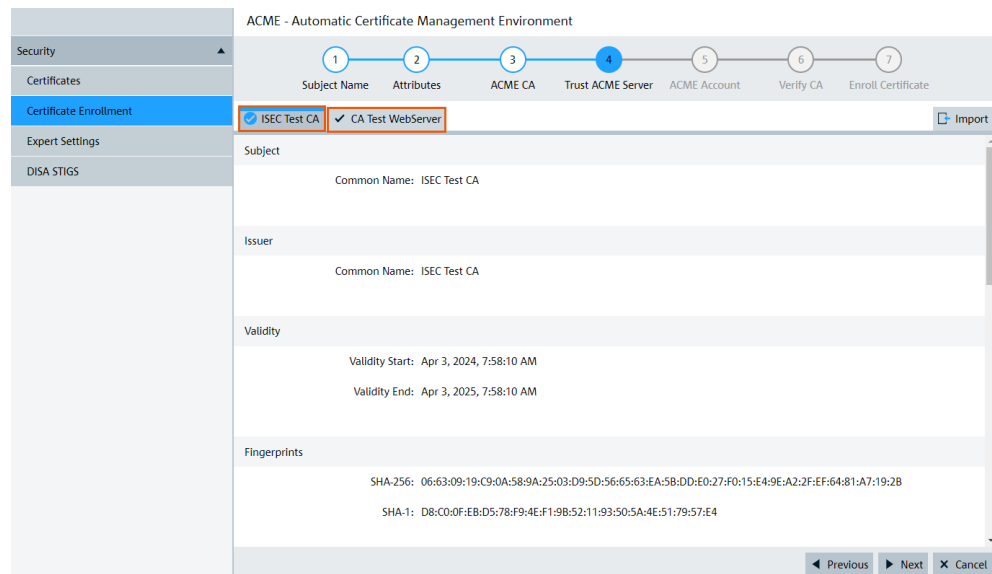 ACME - Automatic Certificate Management Environment
Security
Certificates
Certificate Enrollment
Expert Settings
DISA STIGS
1 2 3 4 5 6 7
Subject Name Attributes ACME CA Trust ACME Server ACME Account Verify CA Enroll Certificate
ISEC Test CA CA Test WebServer Import
Subject
Common Name: ISEC Test CA
Issuer
Common Name: ISEC Test CA
Validity
Validity Start: Apr 3, 2024, 7:58:10 AM
Validity End: Apr 3, 2025, 7:58:10 AM
Fingerprints
SHA-256: 06:63:09:19:C9:0A:58:9A:25:03:D9:5D:56:65:63:EA:5B:DD:E0:27:F0:15:E4:9E:A2:2F:EF:64:81:A7:19:2B
SHA-1: D8:C0:0F:EB:D5:78:F9:4E:F1:9B:52:11:93:50:5A:4E:51:79:57:E4
Previous Next Cancel